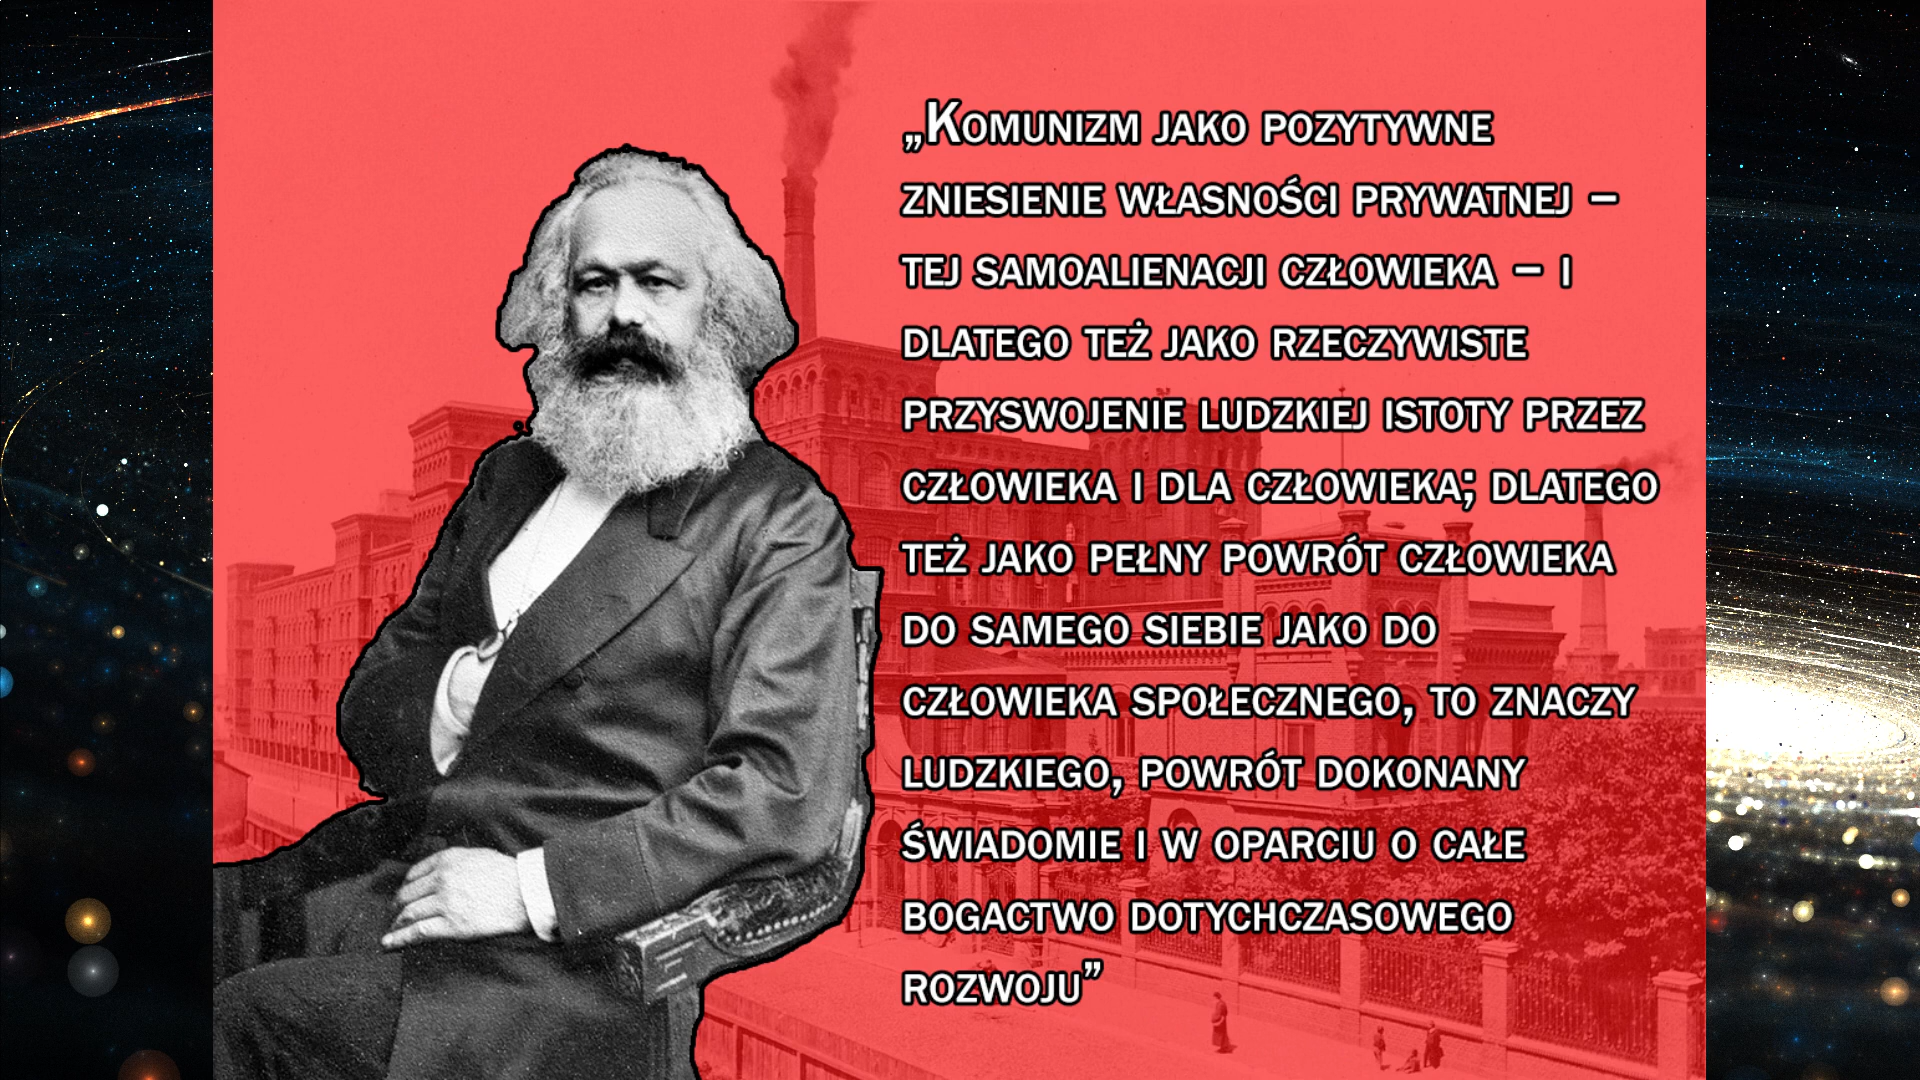 „Komunizm jako pozytywne
zniesienie własności prywatnej –
tej samoalienacji człowieka – i
dlatego też jako rzeczywiste
przyswojenie ludzkiej istoty przez
człowieka i dla człowieka; dlatego
też jako pełny powrót człowieka
do samego siebie jako do
człowieka społecznego, to znaczy
ludzkiego, powrót dokonany
świadomie i w oparciu o całe
bogactwo dotychczasowego
rozwoju”